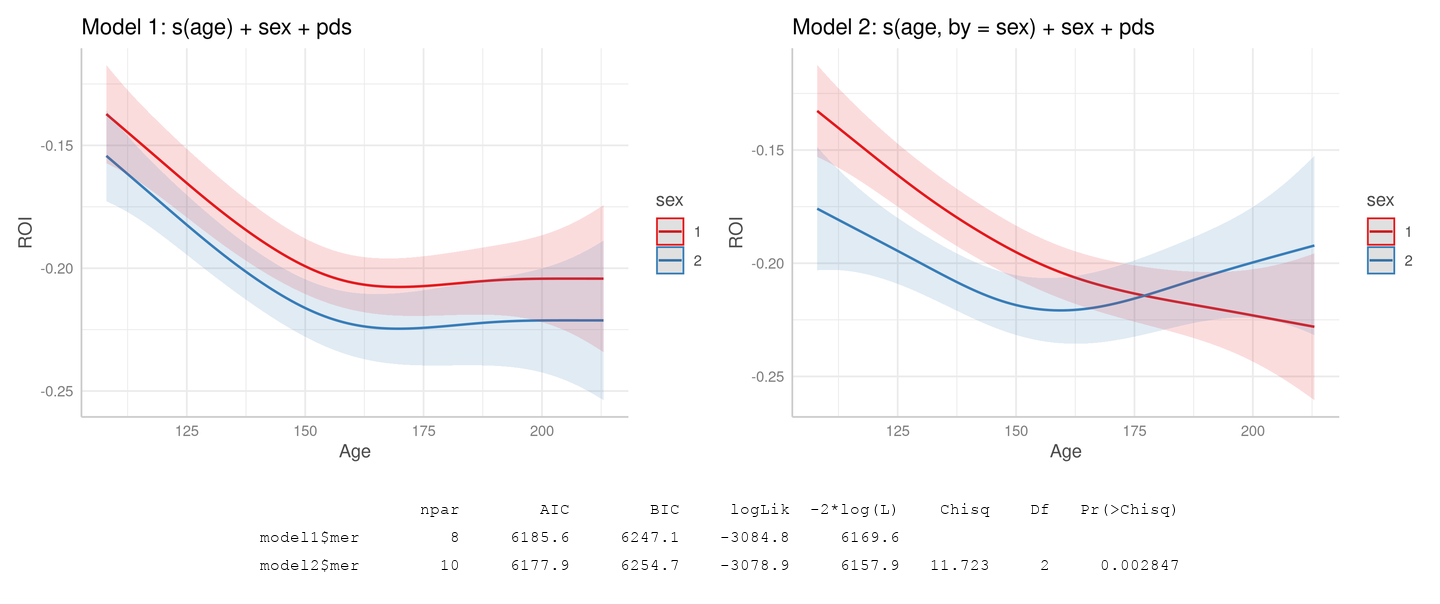 Model 1: s(age) + sex + pds
-0.15
-0.20
-0.25
ROI
125 150 175 200
Age
sex
1
2
Model 2: s(age, by = sex) + sex + pds
-0.15
-0.20
-0.25
ROI
125 150 175 200
Age
sex
1
2
npar AIC BIC logLik -2*log(L) Chisq Df Pr(>Chisq)
model1$mer 8 6185.6 6247.1 -3084.8 6169.6
model2$mer 10 6177.9 6254.7 -3078.9 6157.9 11.723 2 0.002847